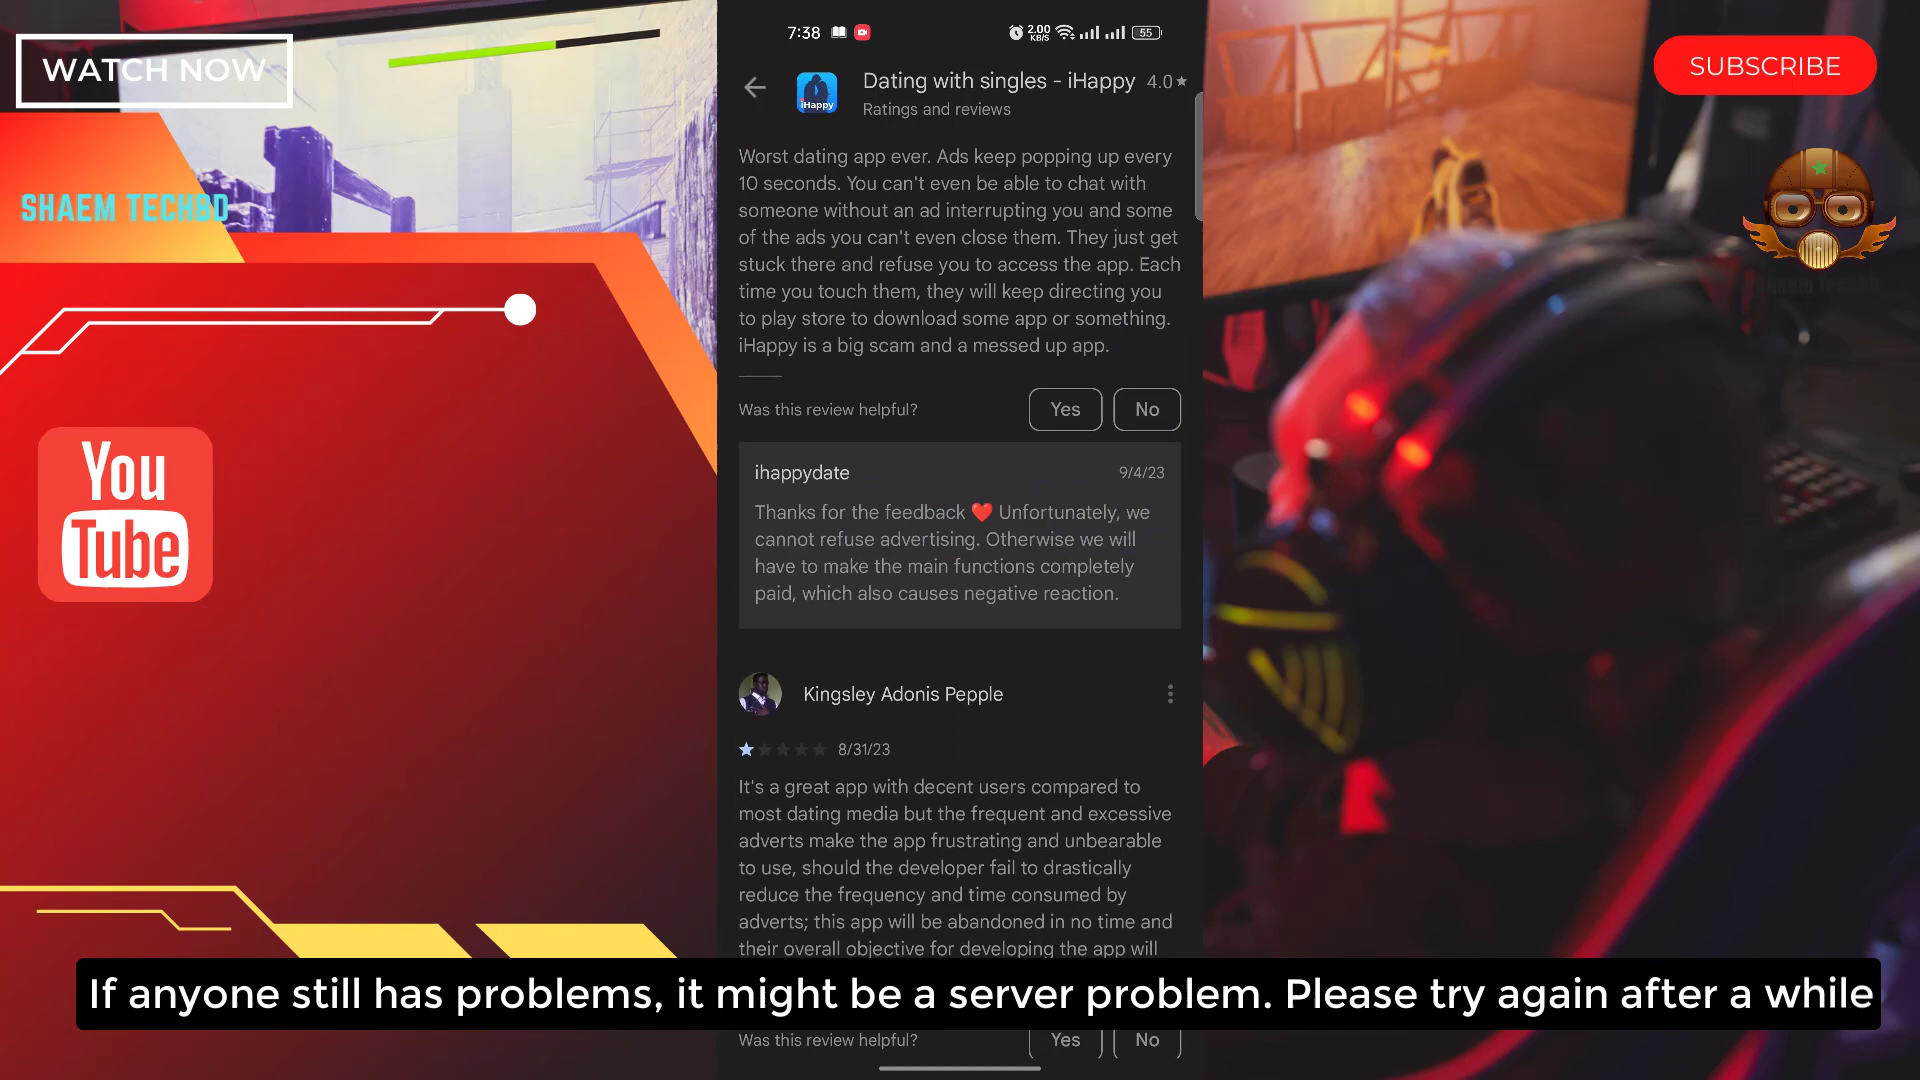 WATCH NOW
SHAEM TECHBD
You
Tube
7:38
2.00
KB/S
55
iHappy
Dating with singles - iHappy 4.0★
Ratings and reviews
Worst dating app ever. Ads keep popping up every
10 seconds. You can't even be able to chat with
someone without an ad interrupting you and some
of the ads you can't even close them. They just get
stuck there and refuse you to access the app. Each
time you touch them, they will keep directing you
to play store to download some app or something.
iHappy is a big scam and a messed up app.
Was this review helpful? Yes No
ihappydate 9/4/23
Thanks for the feedback ❤️ Unfortunately, we
cannot refuse advertising. Otherwise we will
have to make the main functions completely
paid, which also causes negative reaction.
Kingsley Adonis Pepple
8/31/23
It's a great app with decent users compared to
most dating media but the frequent and excessive
adverts make the app frustrating and unbearable
to use, should the developer fail to drastically
reduce the frequency and time consumed by
adverts; this app will be abandoned in no time and
their overall objective for developing the app will
If anyone still has problems, it might be a server problem. Please try again after a while
Was this review helpful? Yes No
SUBSCRIBE